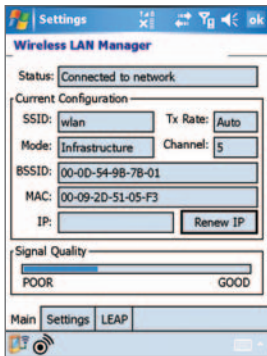 Settings ok
Wireless LAN Manager
Status: Connected to network
Current Configuration
SSID: wlan Tx Rate: Auto
Mode: Infrastructure Channel: 5
BSSID: 00-0D-54-9B-7B-01
MAC: 00-09-2D-51-05-F3
IP: Renew IP
Signal Quality
POOR GOOD
Main Settings LEAP